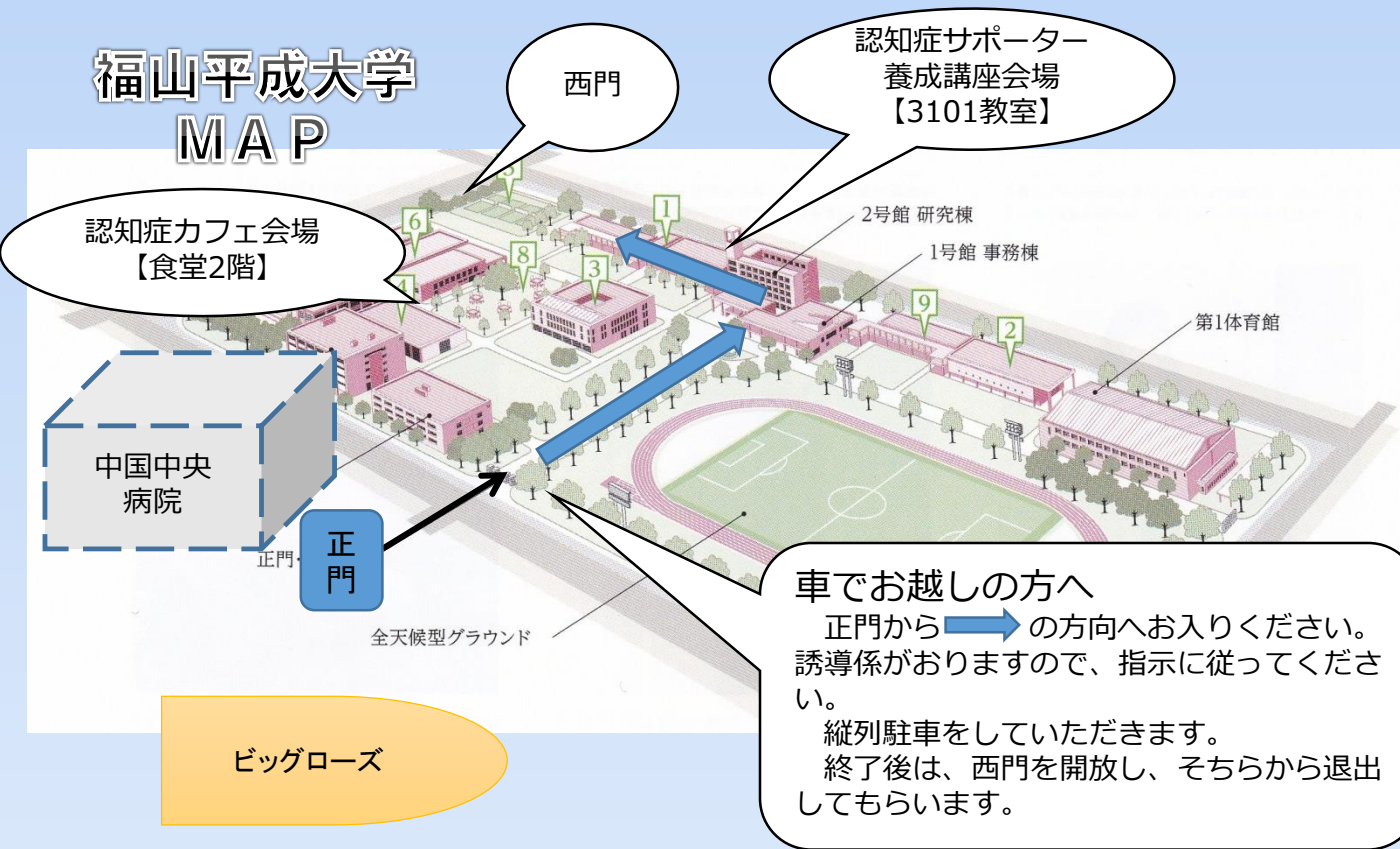 福山平成大学
MAP
西門
認知症サポーター
養成講座会場
【3101教室】
認知症カフェ会場
【食堂2階】
5
6
1
8
3
4
9
2
2号館 研究棟
1号館 事務棟
第1体育館
中国中央
病院
正門
正
門
全天候型グラウンド
ビッグローズ
車でお越しの方へ
正門から の方向へお入りください。
誘導係がおりますので、指示に従ってくださ
い。
縦列駐車をしていただきます。
終了後は、西門を開放し、そちらから退出
してもらいます。